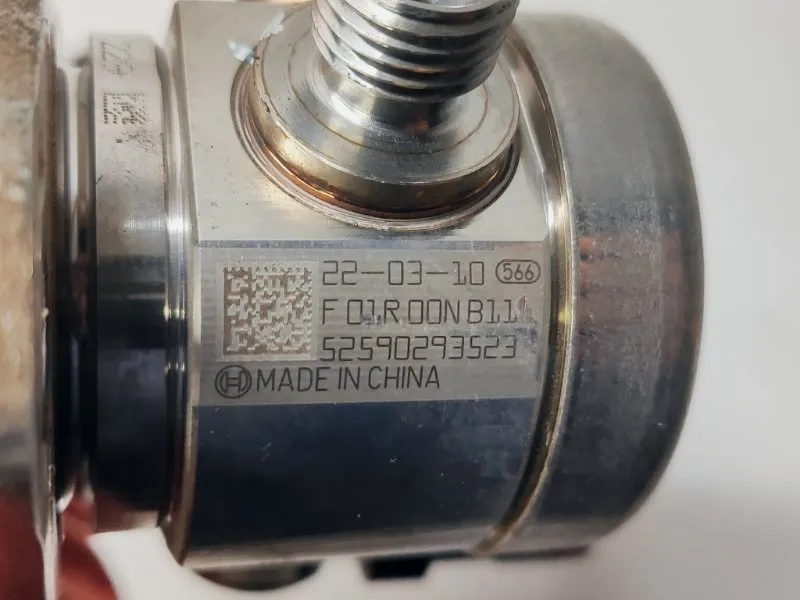 22-03-10 566
F 01R 00N B11
52590293523
MADE IN CHINA